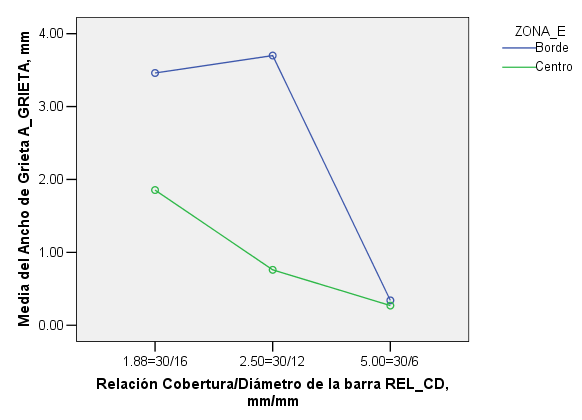 ZONA_E
Borde
Centro
Media del Ancho de Grieta A_GRIETA, mm
4.00
3.00
2.00
1.00
0.00
1.88=30/16
2.50=30/12
5.00=30/6
Relación Cobertura/Diámetro de la barra REL_CD,
mm/mm